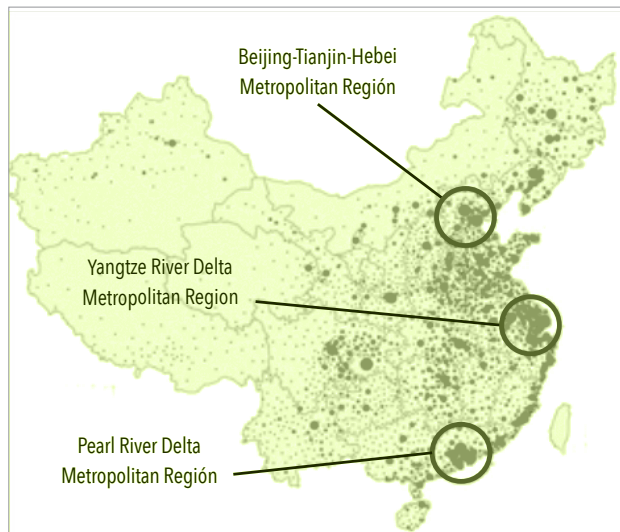 Beijing-Tianjin-Hebei
Metropolitan Región
Yangtze River Delta
Metropolitan Region
Pearl River Delta
Metropolitan Región